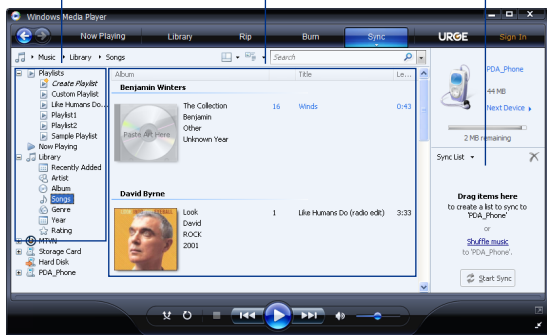 Windows Media Player
Now Playing Library Rip Burn Sync URGE Sign In
Music Library Songs Search
Playlists
Create Playlist
Custom Playlist
Like Humans Do...
Playlist1
Playlist2
Sample Playlist
Now Playing
Library
Recently Added
Artist
Album
Songs
Genre
Year
Rating
MTVN
Storage Card
Hard Disk
PDA_Phone
Album Title Le...
Benjamin Winters
Paste Art Here
The Collection 16 Winds 0:43
Benjamin
Other
Unknown Year
David Byrne
Look 1 Like Humans Do (radio edit) 3:33
David
ROCK
2001
PDA_Phone
44 MB
Next Device
2 MB remaining
Sync List
Drag items here
to create a list to sync to
'PDA_Phone'
or
Shuffle music
to 'PDA_Phone'.
Start Sync